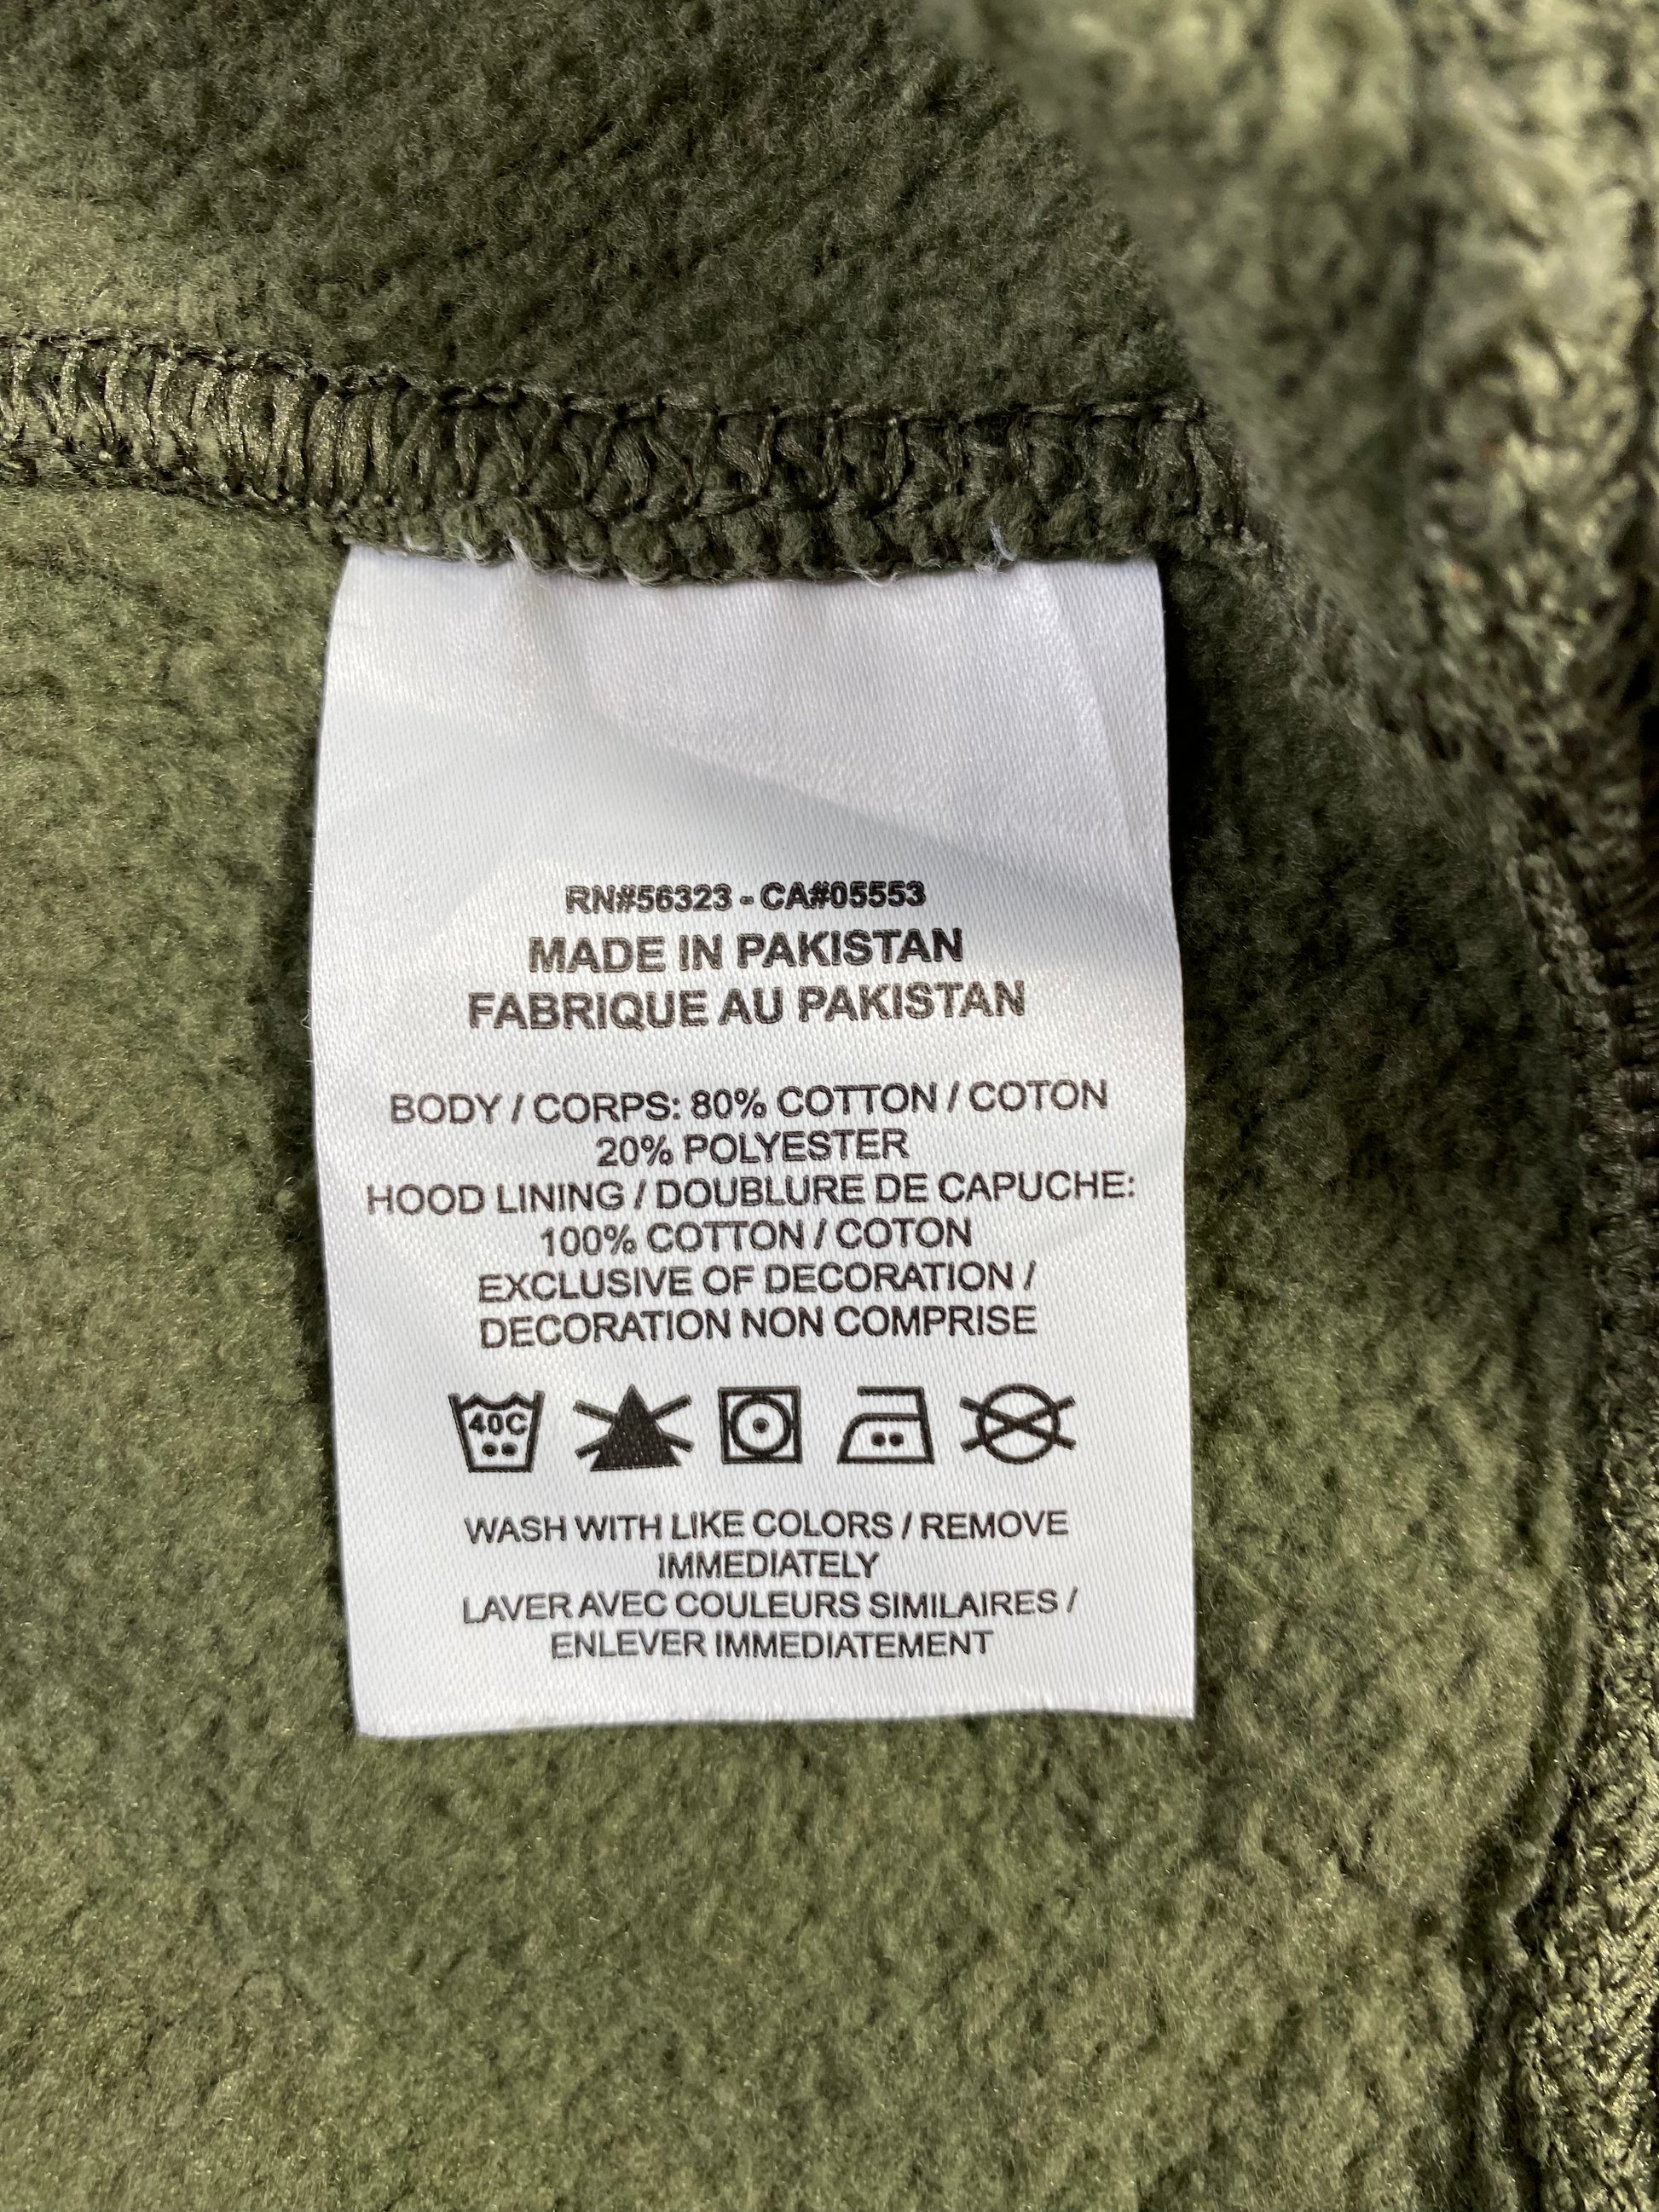 RN#56323 - CA#05553
MADE IN PAKISTAN
FABRIQUE AU PAKISTAN
BODY / CORPS: 80% COTTON / COTON
20% POLYESTER
HOOD LINING / DOUBLURE DE CAPUCHE:
100% COTTON / COTON
EXCLUSIVE OF DECORATION /
DECORATION NON COMPRISE
40C
WASH WITH LIKE COLORS / REMOVE
IMMEDIATELY
LAVER AVEC COULEURS SIMILAIRES /
ENLEVER IMMEDIATEMENT